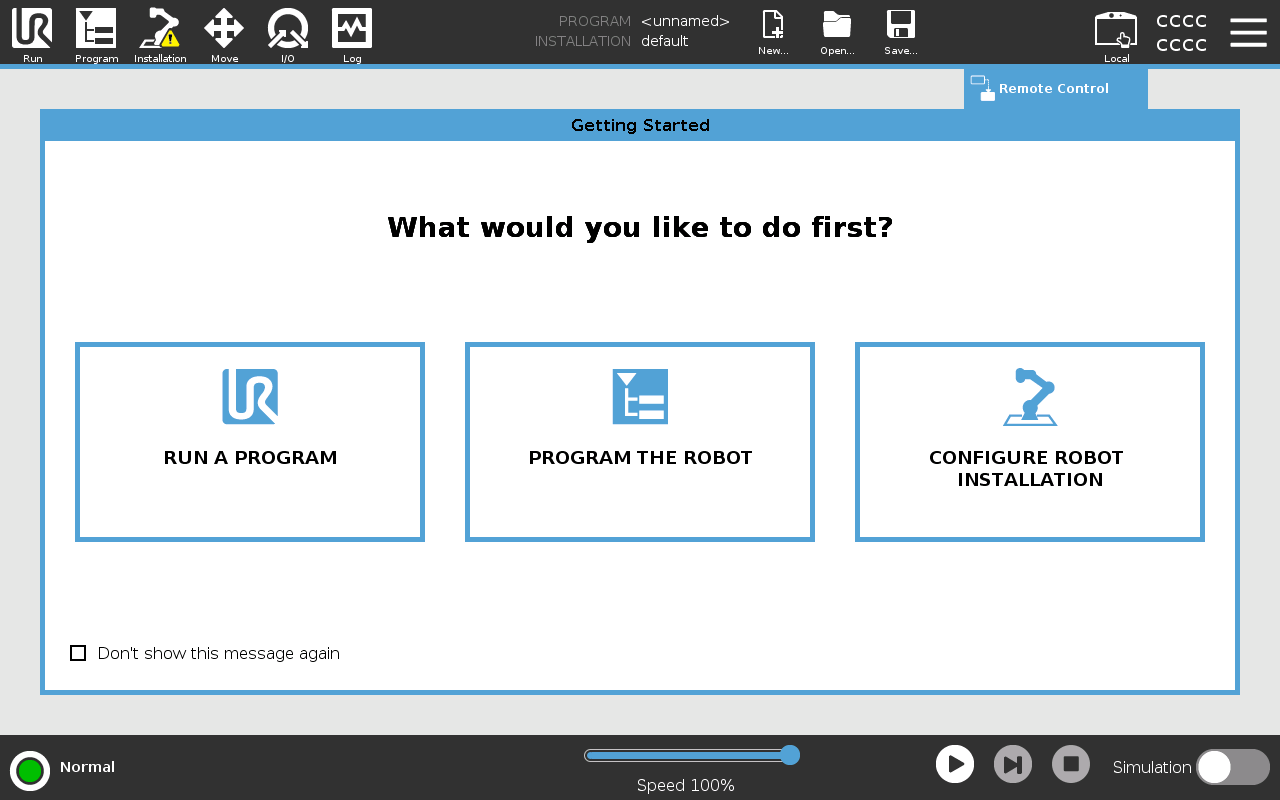 Run
Program
Installation
Move
I/O
Log
PROGRAM <unnamed>
INSTALLATION default
New...
Open...
Save...
Local
CCCC
CCCC
Remote Control
Getting Started
What would you like to do first?
RUN A PROGRAM
PROGRAM THE ROBOT
CONFIGURE ROBOT
INSTALLATION
Don't show this message again
Normal
Speed 100%
Simulation